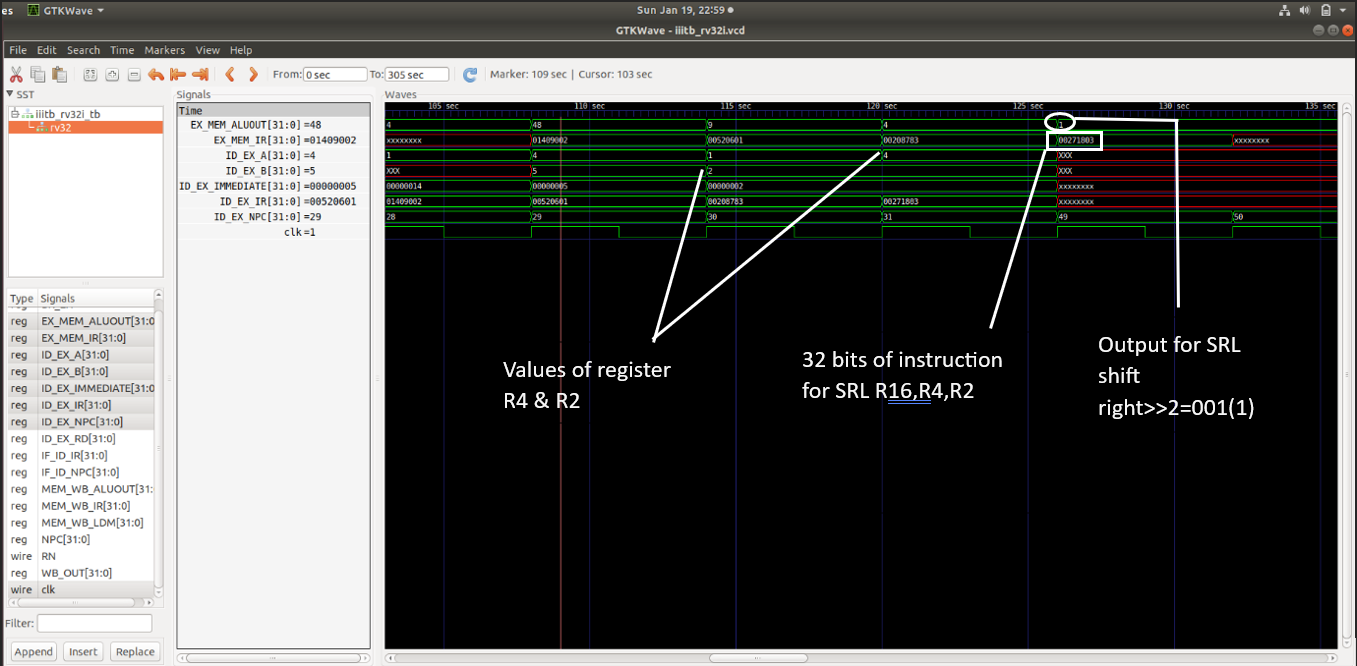 es GTKWave Sun Jan 19, 22:59
GTKWave - iiitb_rv32i.vcd
File Edit Search Time Markers View Help
From: 0 sec To: 305 sec Marker: 109 sec | Cursor: 103 sec
SST
iiitb_rv32i_tb
rv32
Type Signals
reg EX_MEM_ALUOUT[31:0
reg EX_MEM_IR[31:0]
reg ID_EX_A[31:0]
reg ID_EX_B[31:0]
reg ID_EX_IMMEDIATE[31:0
reg ID_EX_IR[31:0]
reg ID_EX_NPC[31:0]
reg ID_EX_RD[31:0]
reg IF_ID_IR[31:0]
reg IF_ID_NPC[31:0]
reg MEM_WB_ALUOUT[31:
reg MEM_WB_IR[31:0]
reg MEM_WB_LDM[31:0]
reg NPC[31:0]
wire RN
reg WB_OUT[31:0]
wire clk
Filter:
Append Insert Replace
Signals
Time
EX_MEM_ALUOUT[31:0] =48
EX_MEM_IR[31:0] =01409002
ID_EX_A[31:0] =4
ID_EX_B[31:0] =5
ID_EX_IMMEDIATE[31:0] =00000005
ID_EX_IR[31:0] =00520601
ID_EX_NPC[31:0] =29
clk =1
Waves
105 sec 110 sec 115 sec 120 sec 125 sec 130 sec 135 sec
4 48 9 4 1
xxxxxxxx 01409002 00520601 00208783 00271803 xxxxxxxx
1 4 1 4 XXX
XXX 5 2 XXX
00000014 00000005 00000002 xxxxxxxx
01409002 00520601 00208783 00271803 xxxxxxxx
28 29 30 31 49 50
Values of register
R4 & R2
32 bits of instruction
for SRL R16,R4,R2
Output for SRL
shift
right>>2=001(1)